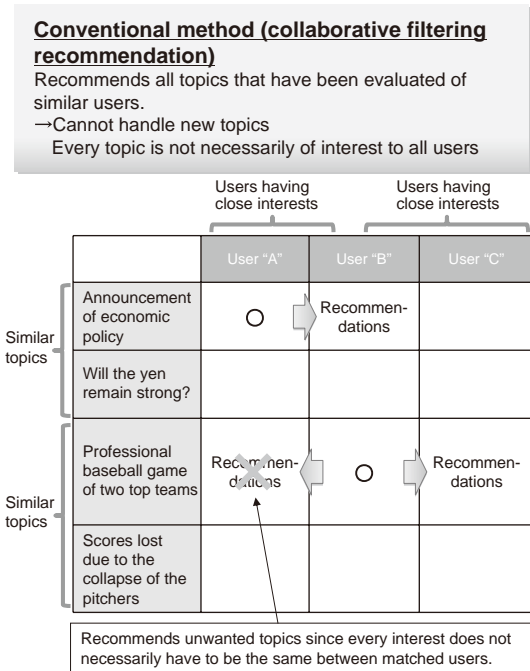 Conventional method (collaborative filtering
recommendation)
Recommends all topics that have been evaluated of
similar users.
→Cannot handle new topics
Every topic is not necessarily of interest to all users
Users having
close interests
Users having
close interests
User “A”
User “B”
User “C”
Similar
topics
Announcement
of economic
policy
Recommen-
dations
Will the yen
remain strong?
Similar
topics
Professional
baseball game
of two top teams
Recommen-
dations
Recommen-
dations
Scores lost
due to the
collapse of the
pitchers
Recommends unwanted topics since every interest does not
necessarily have to be the same between matched users.